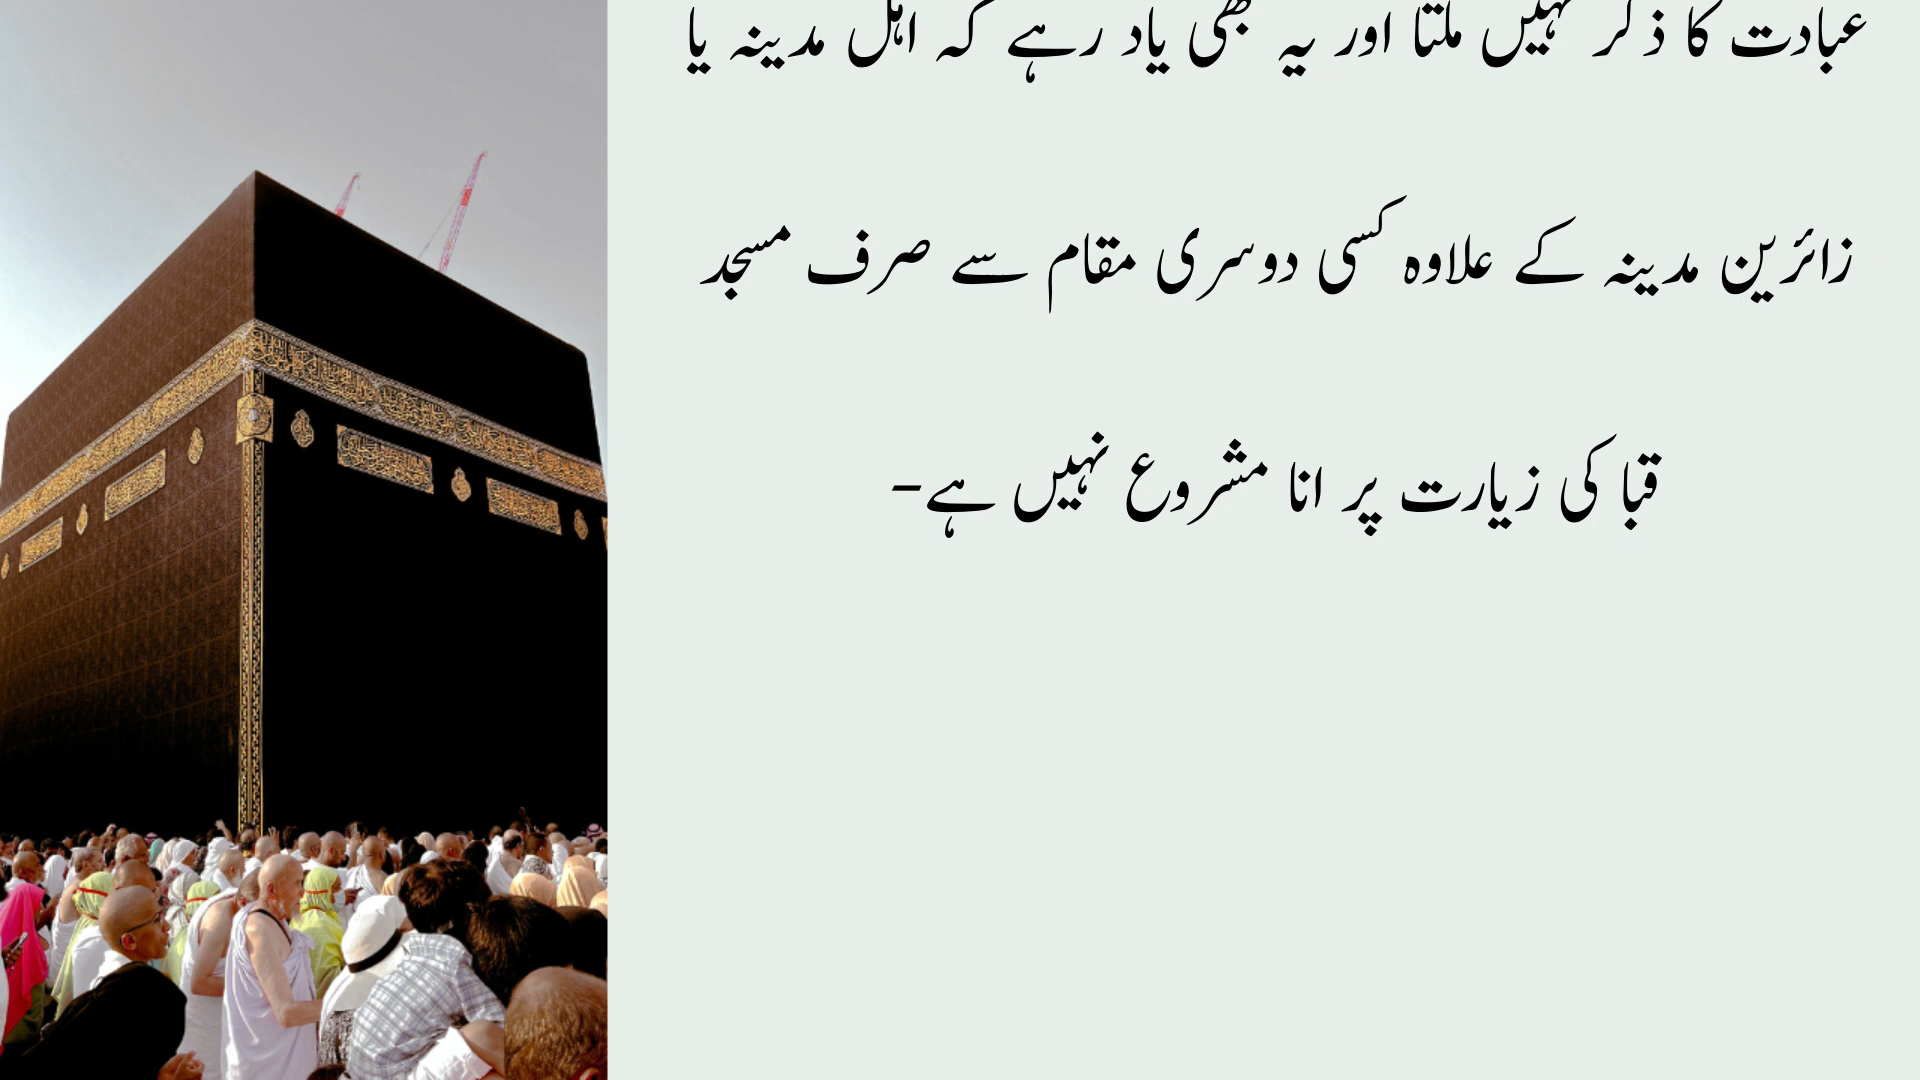 عبادت کا ذکر نہیں ملتا اور یہ بھی یاد رہے کہ اہل مدینہ یا
زائرین مدینہ کے علاوہ کسی دوسری مقام سے صرف مسجد
قبا کی زیارت پر انا مشروع نہیں ہے-